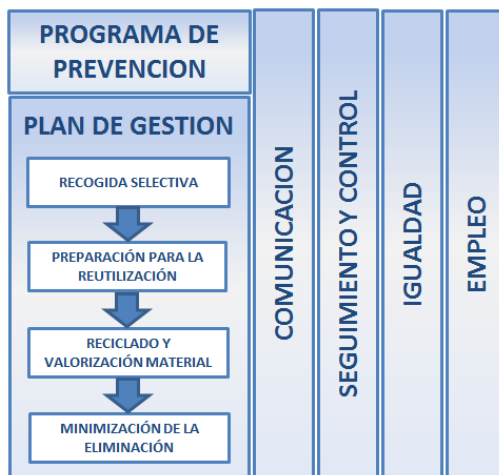 PROGRAMA DE
PREVENCION
PLAN DE GESTION
RECOGIDA SELECTIVA
PREPARACIÓN PARA LA
REUTILIZACIÓN
RECICLADO Y
VALORIZACIÓN MATERIAL
MINIMIZACIÓN DE LA
ELIMINACIÓN
COMUNICACION
SEGUIMIENTO Y CONTROL
IGUALDAD
EMPLEO